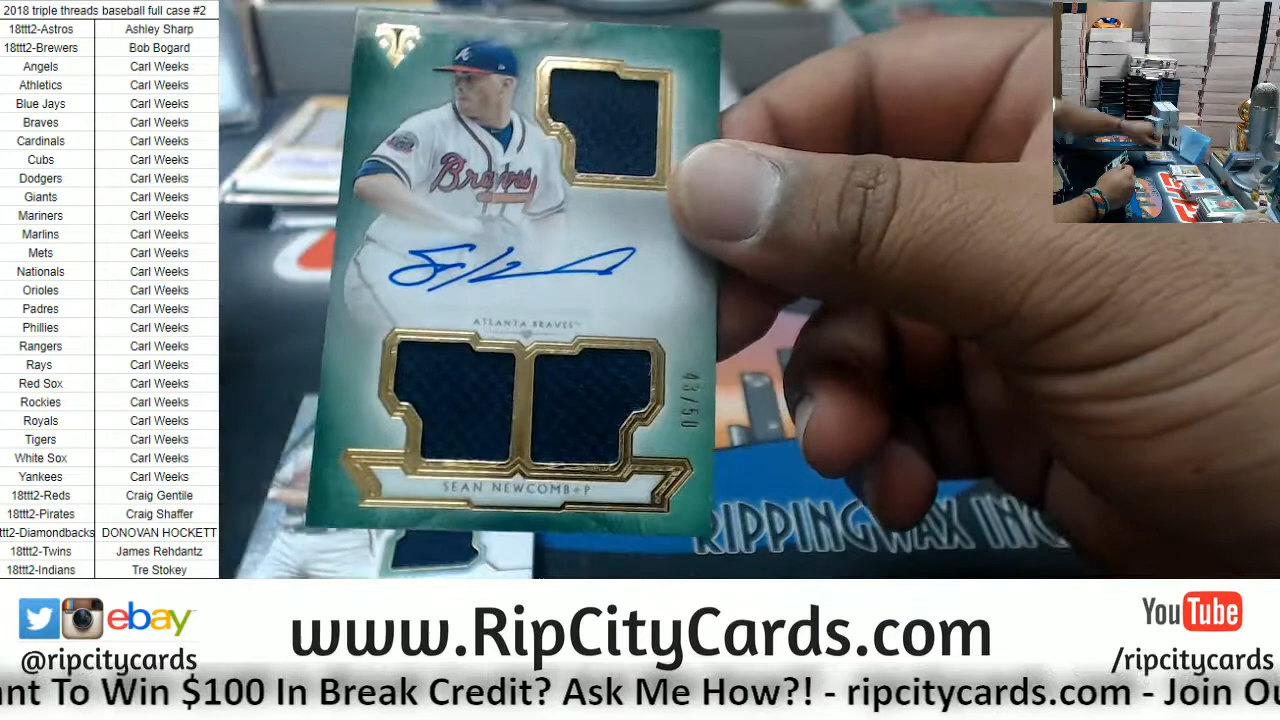 2018 triple threads baseball full case #2
18ttt2-Astros Ashley Sharp
18ttt2-Brewers Bob Bogard
Angels Carl Weeks
Athletics Carl Weeks
Blue Jays Carl Weeks
Braves Carl Weeks
Cardinals Carl Weeks
Cubs Carl Weeks
Dodgers Carl Weeks
Giants Carl Weeks
Mariners Carl Weeks
Marlins Carl Weeks
Mets Carl Weeks
Nationals Carl Weeks
Orioles Carl Weeks
Padres Carl Weeks
Phillies Carl Weeks
Rangers Carl Weeks
Rays Carl Weeks
Red Sox Carl Weeks
Rockies Carl Weeks
Royals Carl Weeks
Tigers Carl Weeks
White Sox Carl Weeks
Yankees Carl Weeks
18ttt2-Reds Craig Gentile
18ttt2-Pirates Craig Shaffer
ttt2-Diamondbacks DONOVAN HOCKETT
18ttt2-Twins James Rehdantz
18ttt2-Indians Tre Stokey
Braves
ATLANTA BRAVES™
43/50
SEAN NEWCOMB • P
RIPPINGWAX INC
ebay™
@ripcitycards
www.RipCityCards.com
YouTube
/ripcitycards
ant To Win $100 In Break Credit? Ask Me How?! - ripcitycards.com - Join Ou